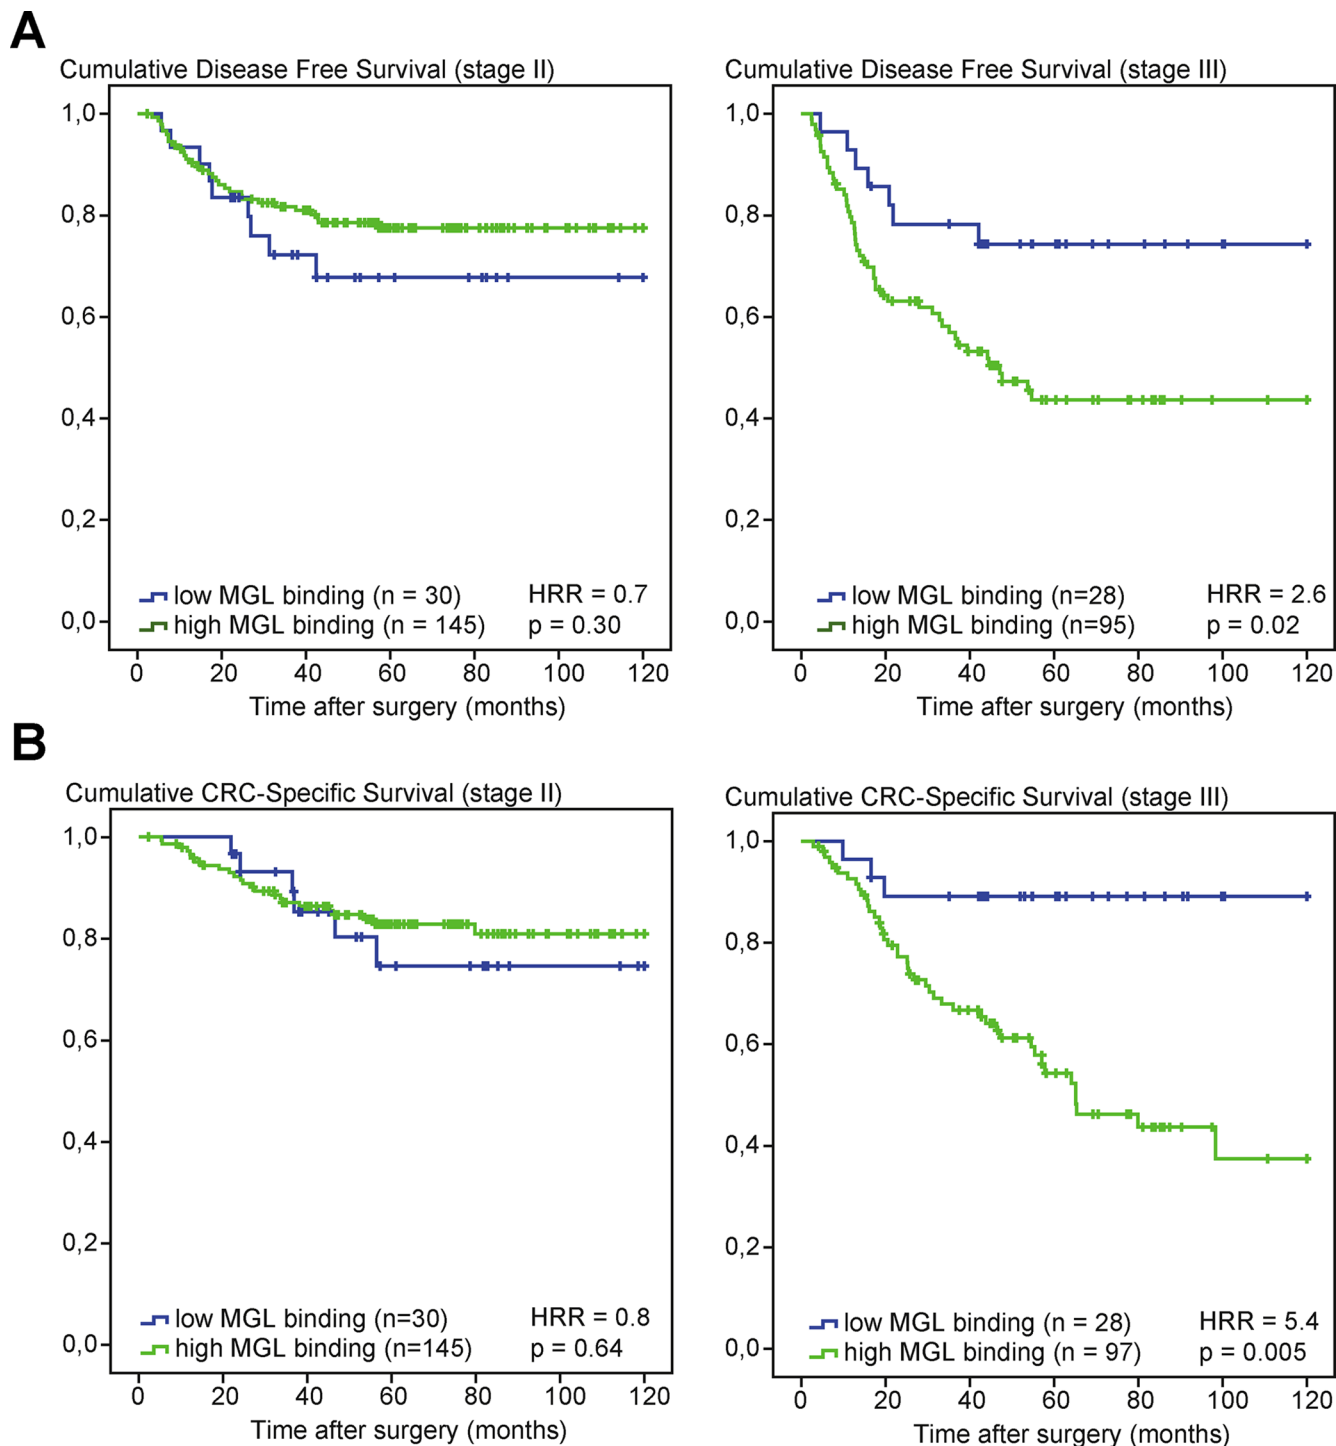 A
Cumulative Disease Free Survival (stage II)
1,0
0,8
0,6
0,4
0,2
0,0
low MGL binding (n = 30)
high MGL binding (n = 145)
HRR = 0.7
p = 0.30
0 20 40 60 80 100 120
Time after surgery (months)
Cumulative Disease Free Survival (stage III)
1,0
0,8
0,6
0,4
0,2
0,0
low MGL binding (n=28)
high MGL binding (n=95)
HRR = 2.6
p = 0.02
0 20 40 60 80 100 120
Time after surgery (months)
B
Cumulative CRC-Specific Survival (stage II)
1,0
0,8
0,6
0,4
0,2
0,0
low MGL binding (n=30)
high MGL binding (n=145)
HRR = 0.8
p = 0.64
0 20 40 60 80 100 120
Time after surgery (months)
Cumulative CRC-Specific Survival (stage III)
1,0
0,8
0,6
0,4
0,2
0,0
low MGL binding (n = 28)
high MGL binding (n = 97)
HRR = 5.4
p = 0.005
0 20 40 60 80 100 120
Time after surgery (months)